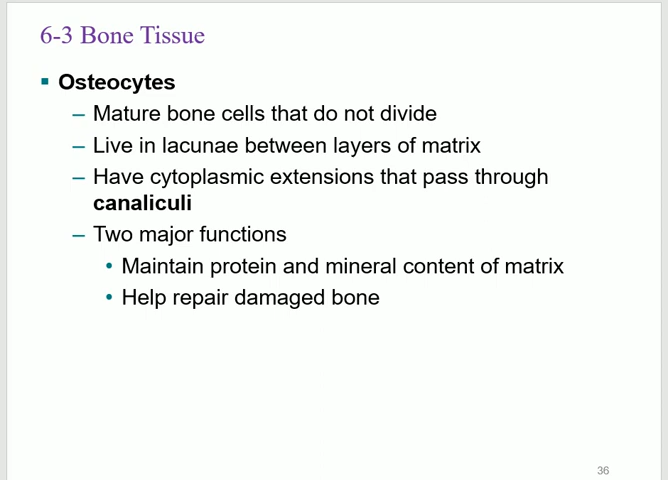 6-3 Bone Tissue
▪ Osteocytes
– Mature bone cells that do not divide
– Live in lacunae between layers of matrix
– Have cytoplasmic extensions that pass through
canaliculi
– Two major functions
• Maintain protein and mineral content of matrix
• Help repair damaged bone
36